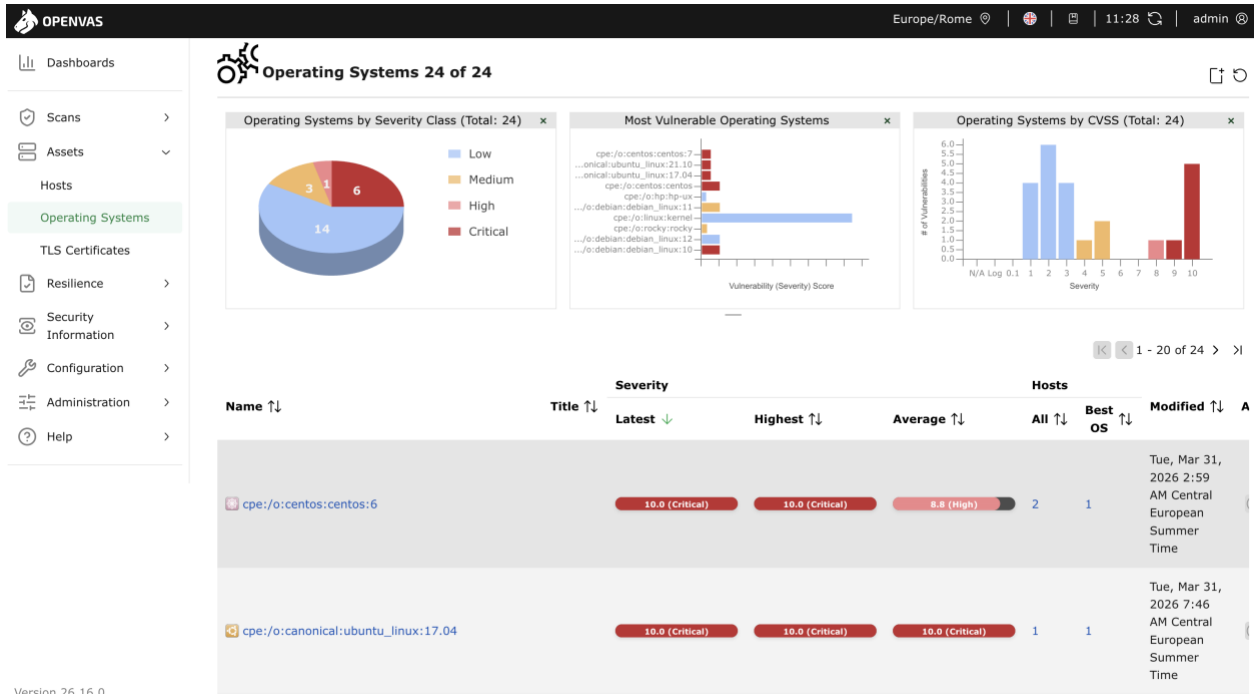 OPENVAS
Europe/Rome
11:28
admin
Dashboards
Scans
Assets
Hosts
Operating Systems
TLS Certificates
Resilience
Security
Information
Configuration
Administration
Help
Version 26.16.0
Operating Systems 24 of 24
Operating Systems by Severity Class (Total: 24) ×
3
1
6
14
Low
Medium
High
Critical
Most Vulnerable Operating Systems ×
cpe:/o:centos:centos:7
...onical:ubuntu_linux:21.10
...onical:ubuntu_linux:17.04
cpe:/o:centos:centos
cpe:/o:hp:hp-ux
.../o:debian:debian_linux:11
cpe:/o:linux:kernel
cpe:/o:rocky:rocky
.../o:debian:debian_linux:12
.../o:debian:debian_linux:10
Vulnerability (Severity) Score
Operating Systems by CVSS (Total: 24) ×
# of Vulnerabilities
6.0
5.5
5.0
4.5
4.0
3.5
3.0
2.5
2.0
1.5
1.0
0.5
0.0
N/A Log 0.1 1 2 3 4 5 6 7 8 9 10
Severity
1 - 20 of 24
Name
Title
Severity
Latest
Highest
Average
Hosts
All
Best
OS
Modified
A
cpe:/o:centos:centos:6
10.0 (Critical)
10.0 (Critical)
8.8 (High)
2
1
Tue, Mar 31,
2026 2:59
AM Central
European
Summer
Time
cpe:/o:canonical:ubuntu_linux:17.04
10.0 (Critical)
10.0 (Critical)
10.0 (Critical)
1
1
Tue, Mar 31,
2026 7:46
AM Central
European
Summer
Time